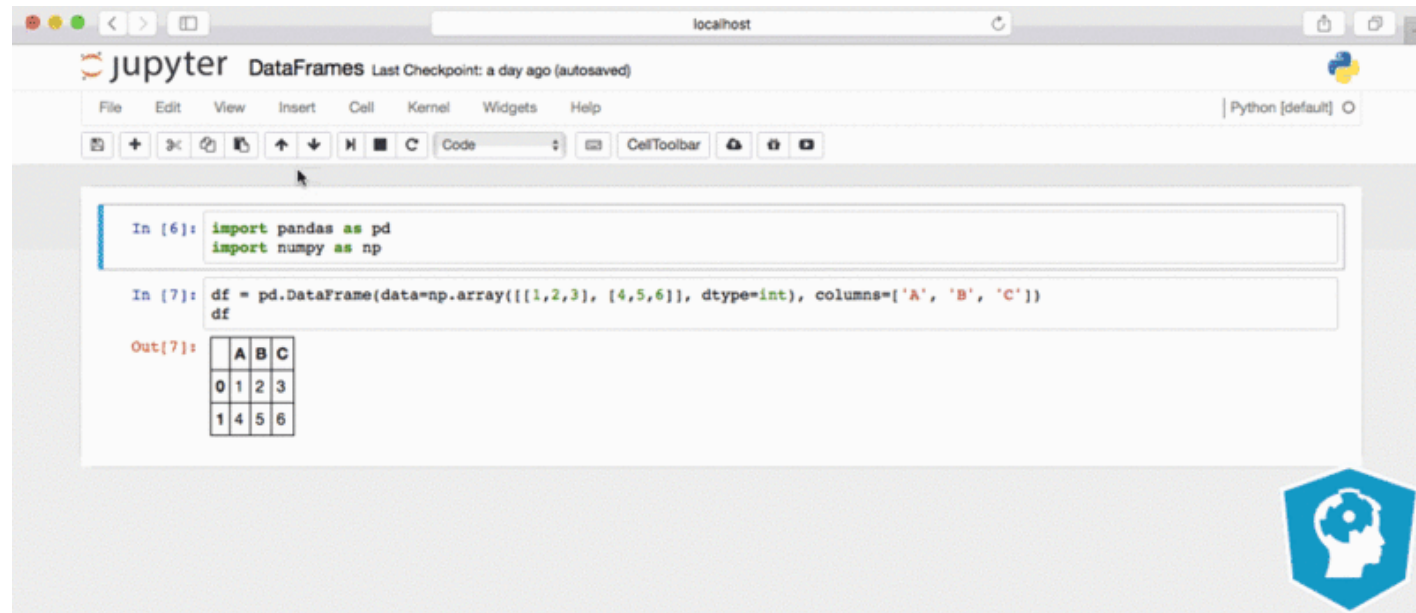 localhost
jupyter DataFrames Last Checkpoint: a day ago (autosaved)
File Edit View Insert Cell Kernel Widgets Help Python [default]
Code CellToolbar
In [6]: import pandas as pd
import numpy as np
In [7]: df = pd.DataFrame(data=np.array([[1,2,3], [4,5,6]], dtype=int), columns=['A', 'B', 'C'])
df
Out[7]:
A B C
0 1 2 3
1 4 5 6